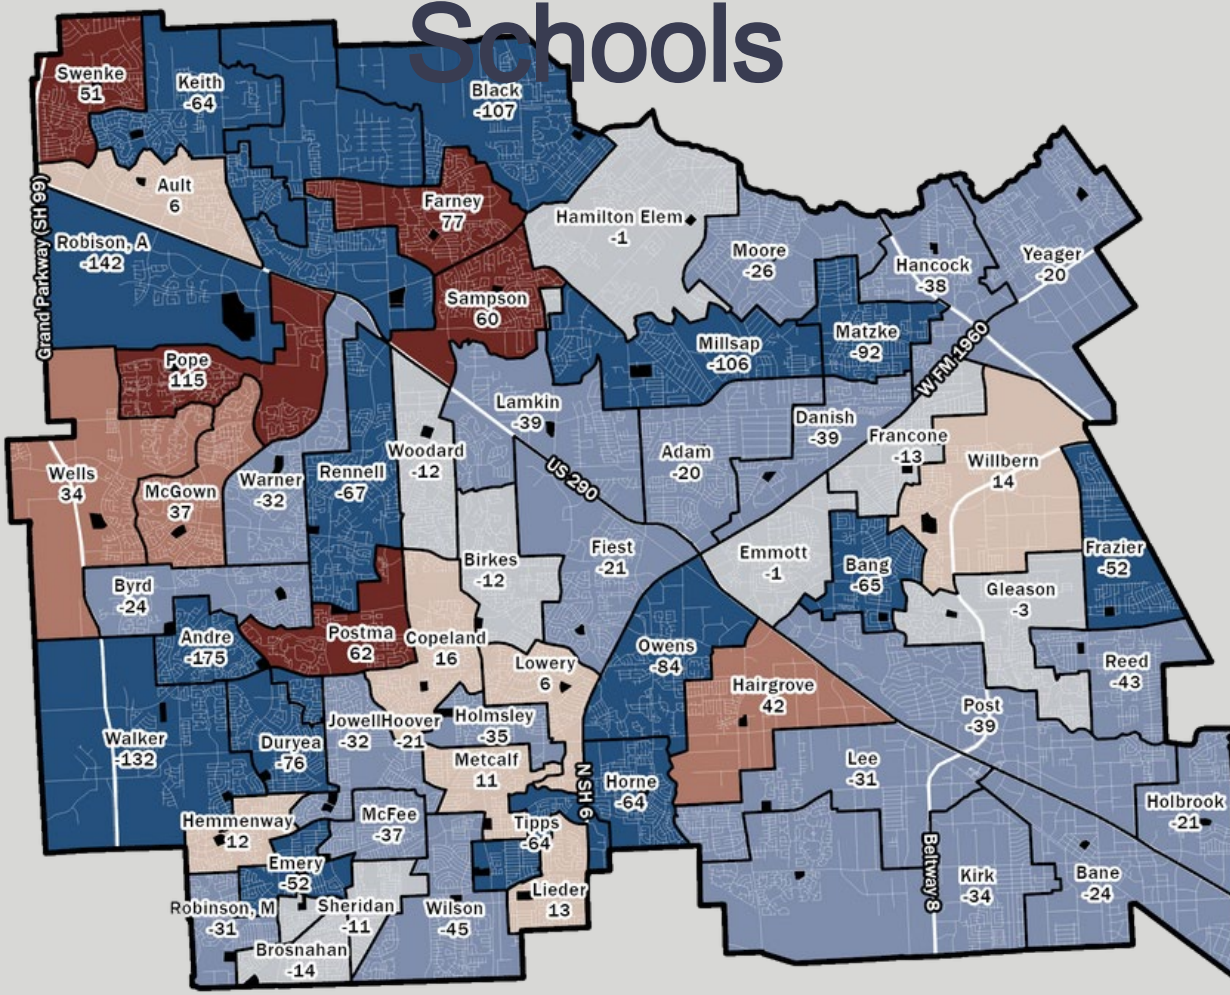 Schools
Swenke
51
Keith
-64
Black
-107
Ault
6
Farney
77
Hamilton Elem
-1
Robison, A
-142
Moore
-26
Hancock
-38
Yeager
-20
Grand Parkway (SH 99)
Sampson
60
Millsap
-106
Matzke
-92
W FM 1960
Pope
115
Lamkin
-39
Danish
-39
Francone
-13
Woodard
-12
Adam
-20
Willbern
14
Wells
34
McGown
37
Warner
-32
Rennell
-67
US 290
Birkes
-12
Fiest
-21
Emmott
-1
Bang
-65
Frazier
-52
Byrd
-24
Gleason
-3
Andre
-175
Postma
62
Copeland
16
Lowery
6
Owens
-84
Reed
-43
Hairgrove
42
Walker
-132
Duryea
-76
Jowell
-32
Hoover
-21
Holmsley
-35
Post
-39
Metcalf
11
N SH 6
Horne
-64
Lee
-31
Holbrook
-21
Hemmenway
12
McFee
-37
Tipps
-64
Emery
-52
Beltway 8
Kirk
-34
Bane
-24
Robinson, M
-31
Sheridan
-11
Wilson
-45
Lieder
13
Brosnahan
-14